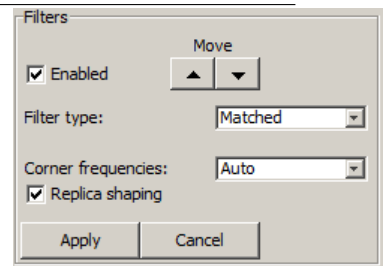 Filters
Move
Enabled
Filter type: Matched
Corner frequencies: Auto
Replica shaping
Apply Cancel